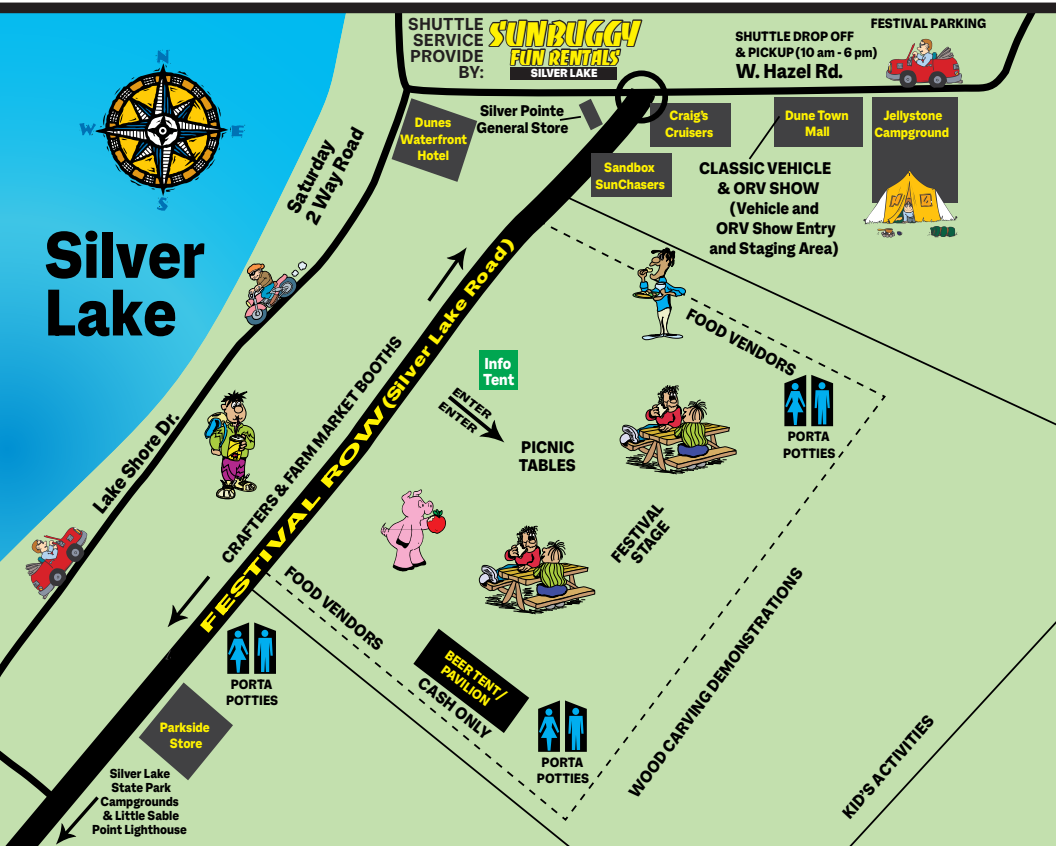 SHUTTLE
SERVICE
PROVIDE
BY:
SUNBUGGY
FUN RENTALS
SILVER LAKE
FESTIVAL PARKING
SHUTTLE DROP OFF
& PICKUP (10 am - 6 pm)
W. Hazel Rd.
N
W
E
S
Silver
Lake
Saturday
2 Way Road
Dunes
Waterfront
Hotel
Silver Pointe
General Store
Craig's
Cruisers
Dune Town
Mall
Jellystone
Campground
Sandbox
SunChasers
CLASSIC VEHICLE
& ORV SHOW
(Vehicle and
ORV Show Entry
and Staging Area)
FOOD VENDORS
PORTA
POTTIES
Info
Tent
ENTER
ENTER
PICNIC
TABLES
FESTIVAL
STAGE
Lake Shore Dr.
CRAFTERS & FARM MARKET BOOTHS
FESTIVAL ROW (Silver Lake Road)
FOOD VENDORS
BEER TENT/
PAVILION
CASH ONLY
PORTA
POTTIES
PORTA
POTTIES
WOOD CARVING DEMONSTRATIONS
KID'S ACTIVITIES
Parkside
Store
Silver Lake
State Park
Campgrounds
& Little Sable
Point Lighthouse